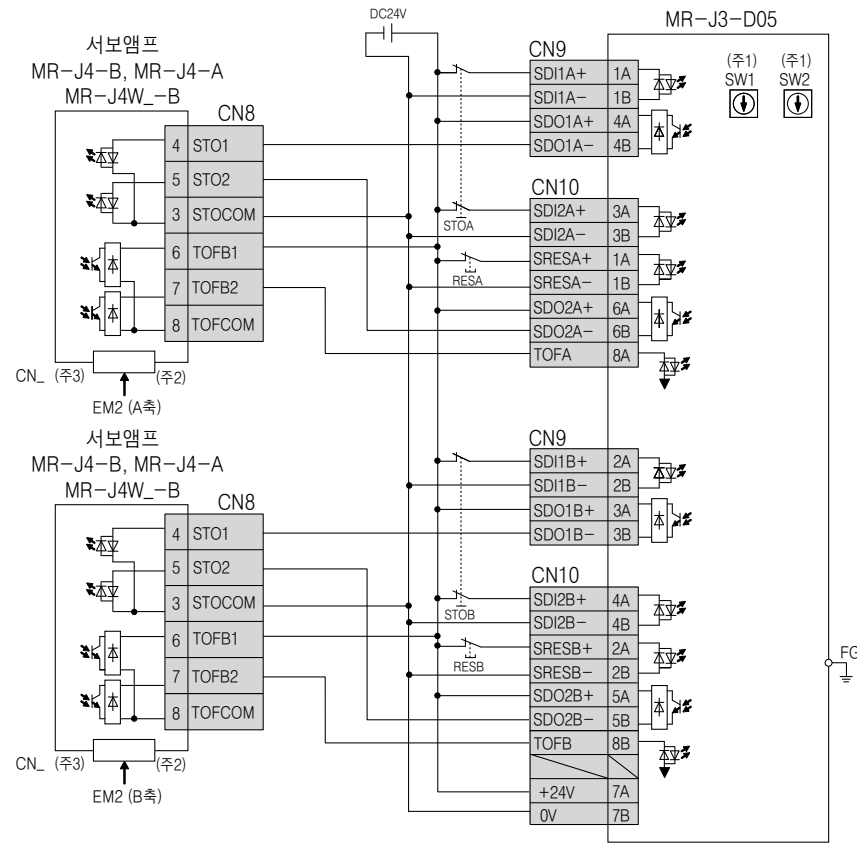 DC24V
MR-J3-D05
서보앰프
MR-J4-B, MR-J4-A
MR-J4W_-B
CN8
4 STO1
5 STO2
3 STOCOM
6 TOFB1
7 TOFB2
8 TOFCOM
CN_ (주3) (주2)
EM2 (A축)
STOA
RESA
CN9
SDI1A+ 1A
SDI1A- 1B
SDO1A+ 4A
SDO1A- 4B
(주1) (주1)
SW1 SW2
CN10
SDI2A+ 3A
SDI2A- 3B
SRESA+ 1A
SRESA- 1B
SDO2A+ 6A
SDO2A- 6B
TOFA 8A
서보앰프
MR-J4-B, MR-J4-A
MR-J4W_-B
CN8
4 STO1
5 STO2
3 STOCOM
6 TOFB1
7 TOFB2
8 TOFCOM
CN_ (주3) (주2)
EM2 (B축)
STOB
RESB
CN9
SDI1B+ 2A
SDI1B- 2B
SDO1B+ 3A
SDO1B- 3B
CN10
SDI2B+ 4A
SDI2B- 4B
SRESB+ 2A
SRESB- 2B
SDO2B+ 5A
SDO2B- 5B
TOFB 8B
+24V 7A
0V 7B
FG